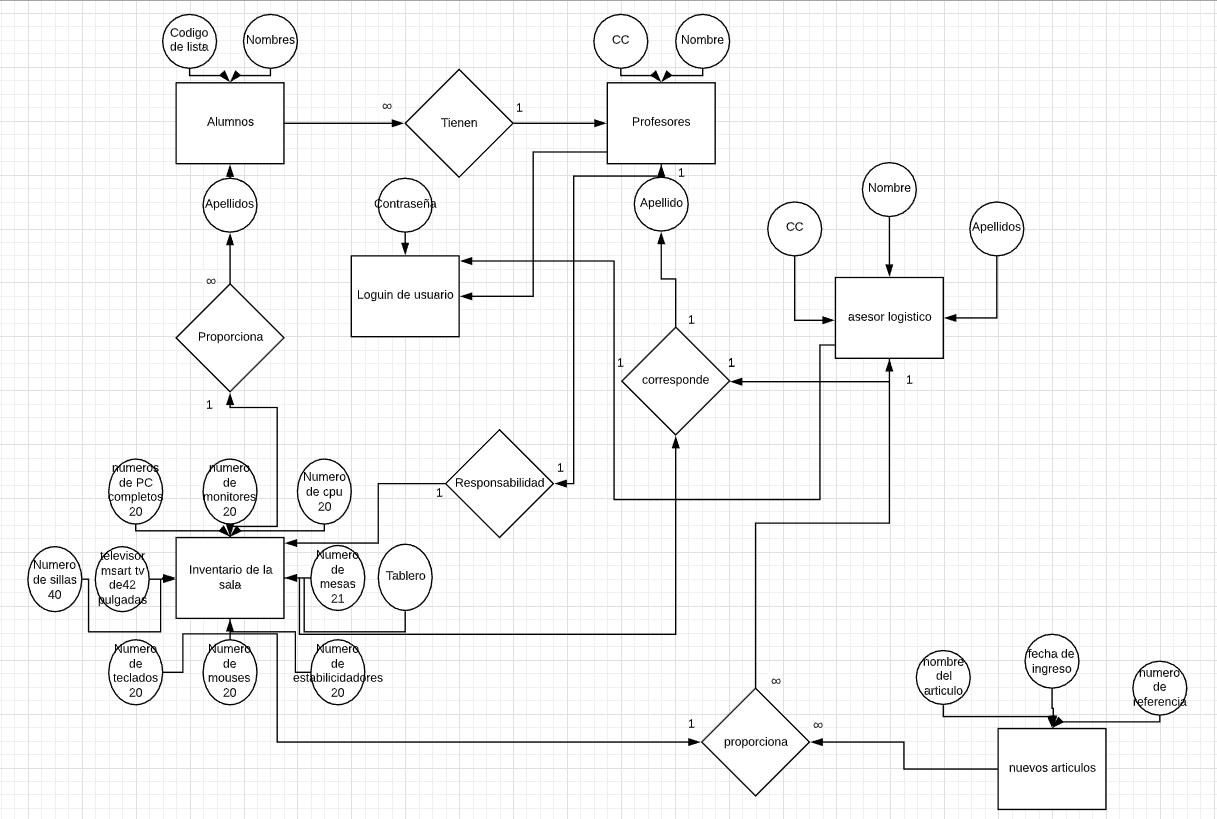 Codigo
de lista
Nombres
CC
Nombre
∞
1
Alumnos
Tienen
Profesores
1
Apellidos
Contraseña
Apellido
Nombre
CC
Apellidos
∞
Loguin de usuario
Proporciona
asesor logistico
1
1
1
corresponde
1
1
numeros
de PC
completos
20
numero
de
monitores
20
Numero
de cpu
20
1
Responsabilidad
1
Numero
de sillas
40
televisor
msart tv
de42
pulgadas
Inventario de la
sala
Numero
de
mesas
21
Tablero
Numero
de
teclados
20
Numero
de
mouses
20
Numero
de
estabilicidadores
20
nombre
del
articulo
fecha de
ingreso
numero
de
referencia
∞
1
∞
proporciona
nuevos articulos